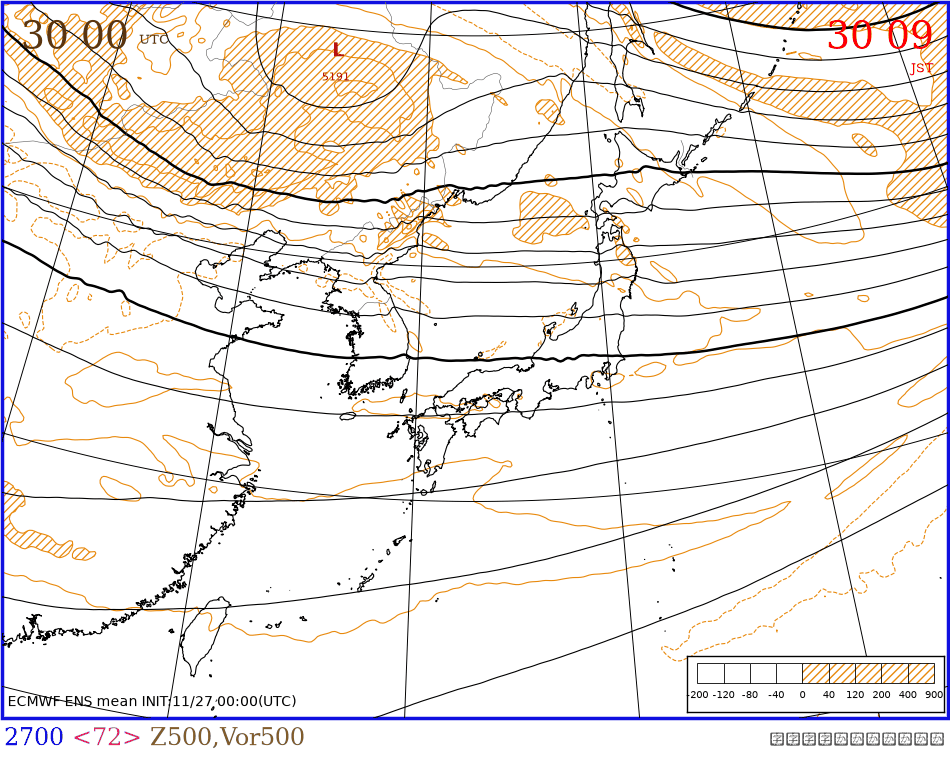 30 00 UTC
30 09 JST
L
5191
ECMWF ENS mean INIT:11/27 00:00(UTC)
-200 -120 -80 -40 0 40 120 200 400 900
2700 <72> Z500,Vor500